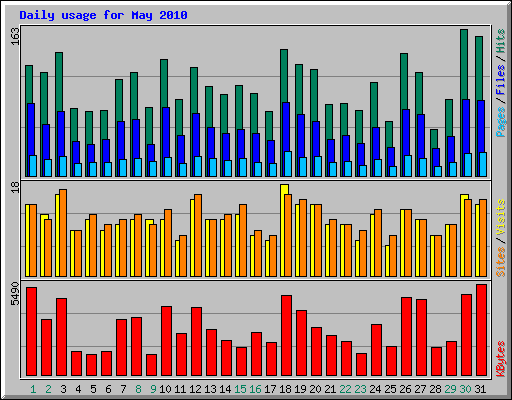 Daily usage for May 2010
163
Pages / Files / Hits
18
Sites / Visits
5490
KBytes
1 2 3 4 5 6 7 8 9 10 11 12 13 14 15 16 17 18 19 20 21 22 23 24 25 26 27 28 29 30 31